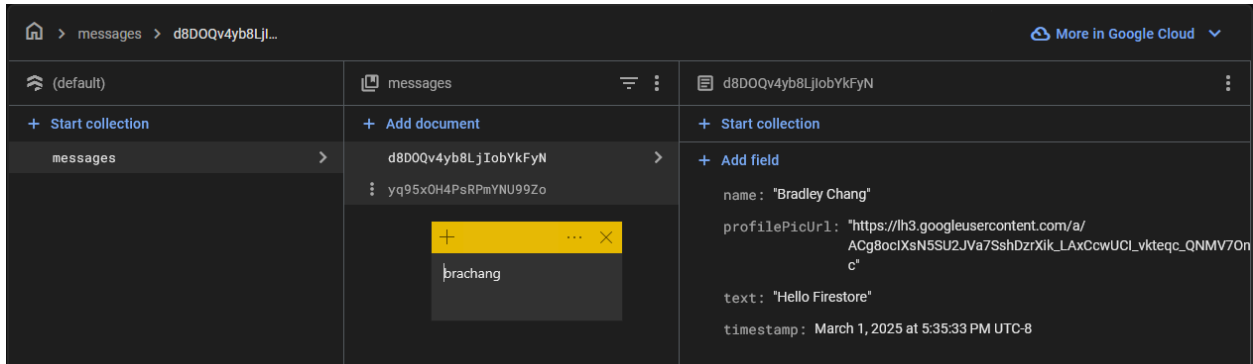 messages > d8DOQv4yb8LjI...
More in Google Cloud
(default)
messages
d8DOQv4yb8LjIobYkFyN
+ Start collection
+ Add document
+ Start collection
messages
d8DOQv4yb8LjIobYkFyN
yq95xOH4PsRPmYNU99Zo
+ Add field
name: "Bradley Chang"
profilePicUrl: "https://lh3.googleusercontent.com/a/
ACg8ocIXsN5SU2JVa7SshDzrXik_LAxCcwUCI_vkteqc_QNMV7On
c"
text: "Hello Firestore"
timestamp: March 1, 2025 at 5:35:33 PM UTC-8
brachang